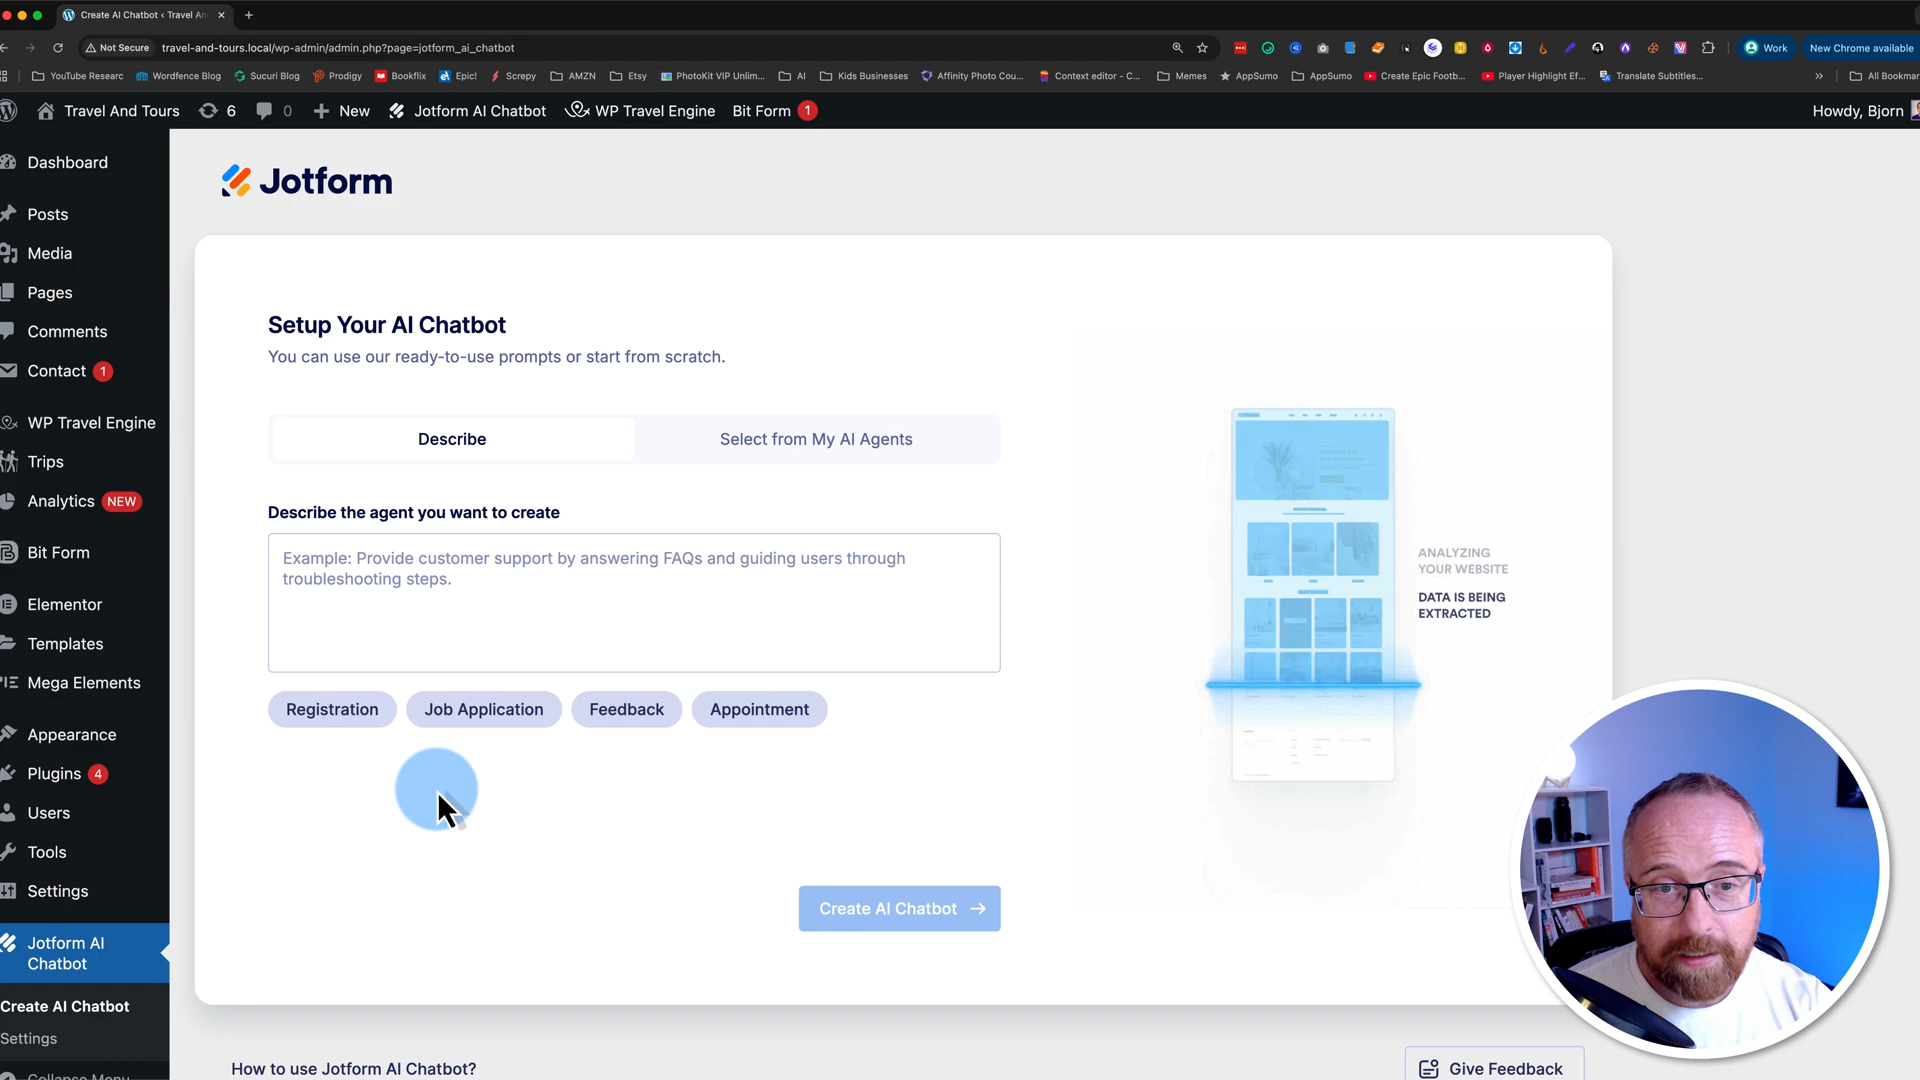 Create AI Chatbot ‹ Travel An
Not Secure
travel-and-tours.local/wp-admin/admin.php?page=jotform_ai_chatbot
Work
New Chrome available
YouTube Researc
Wordfence Blog
Sucuri Blog
Prodigy
Bookflix
Epic!
Screpy
AMZN
Etsy
PhotoKit VIP Unlim...
AI
Kids Businesses
Affinity Photo Cou...
Context editor - C...
Memes
AppSumo
AppSumo
Create Epic Footb...
Player Highlight Ef...
Translate Subtitles...
»
All Bookmar
Travel And Tours
6
0
New
Jotform AI Chatbot
WP Travel Engine
Bit Form 1
Howdy, Bjorn
Dashboard
Posts
Media
Pages
Comments
Contact 1
WP Travel Engine
Trips
Analytics NEW
Bit Form
Elementor
Templates
Mega Elements
Appearance
Plugins 4
Users
Tools
Settings
Jotform AI
Chatbot
Create AI Chatbot
Settings
Collapse Menu
Jotform
Setup Your AI Chatbot
You can use our ready-to-use prompts or start from scratch.
Describe
Select from My AI Agents
Describe the agent you want to create
Example: Provide customer support by answering FAQs and guiding users through
troubleshooting steps.
Registration
Job Application
Feedback
Appointment
Create AI Chatbot →
ANALYZING
YOUR WEBSITE
DATA IS BEING
EXTRACTED
How to use Jotform AI Chatbot?
Give Feedback